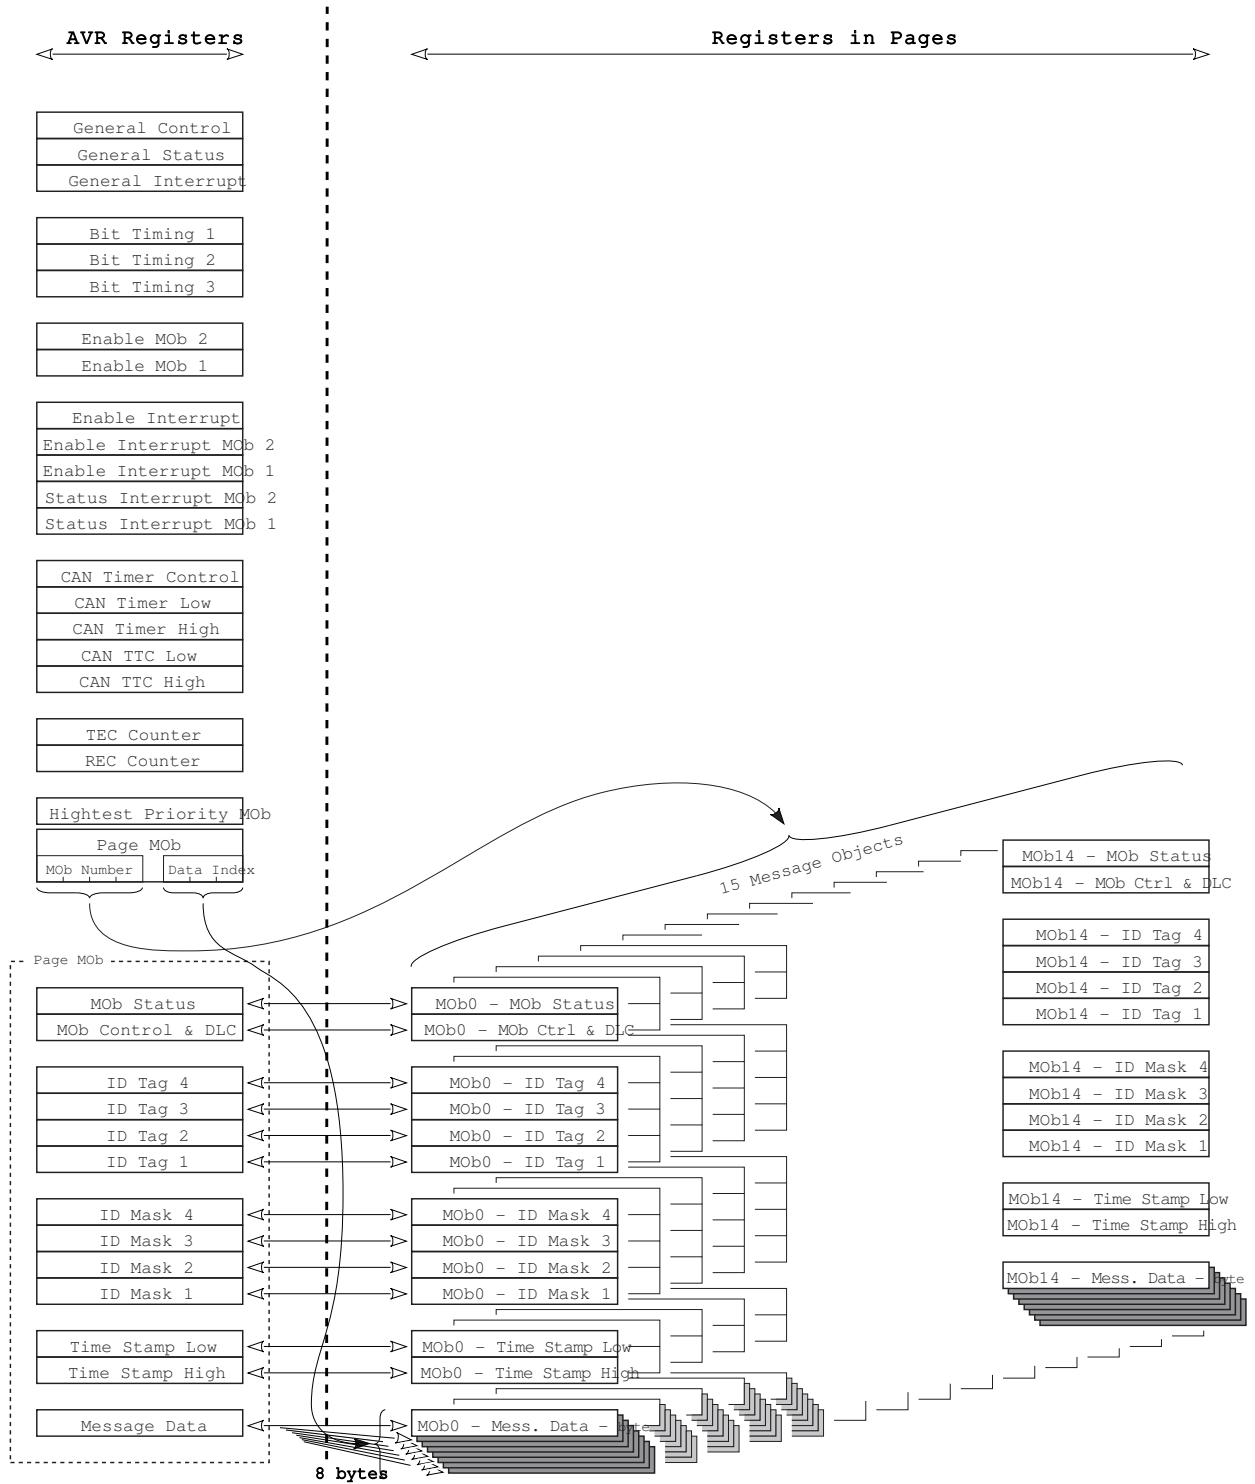 AVR Registers
Registers in Pages
General Control
General Status
General Interrupt
Bit Timing 1
Bit Timing 2
Bit Timing 3
Enable MOb 2
Enable MOb 1
Enable Interrupt
Enable Interrupt MOb 2
Enable Interrupt MOb 1
Status Interrupt MOb 2
Status Interrupt MOb 1
CAN Timer Control
CAN Timer Low
CAN Timer High
CAN TTC Low
CAN TTC High
TEC Counter
REC Counter
Hightest Priority MOb
Page MOb
MOb Number
Data Index
Page MOb
MOb Status
MOb Control & DLC
ID Tag 4
ID Tag 3
ID Tag 2
ID Tag 1
ID Mask 4
ID Mask 3
ID Mask 2
ID Mask 1
Time Stamp Low
Time Stamp High
Message Data
8 bytes
15 Message Objects
MOb0 - MOb Status
MOb0 - MOb Ctrl & DLC
MOb0 - ID Tag 4
MOb0 - ID Tag 3
MOb0 - ID Tag 2
MOb0 - ID Tag 1
MOb0 - ID Mask 4
MOb0 - ID Mask 3
MOb0 - ID Mask 2
MOb0 - ID Mask 1
MOb0 - Time Stamp Low
MOb0 - Time Stamp High
MOb0 - Mess. Data - byte
MOb14 - MOb Status
MOb14 - MOb Ctrl & DLC
MOb14 - ID Tag 4
MOb14 - ID Tag 3
MOb14 - ID Tag 2
MOb14 - ID Tag 1
MOb14 - ID Mask 4
MOb14 - ID Mask 3
MOb14 - ID Mask 2
MOb14 - ID Mask 1
MOb14 - Time Stamp Low
MOb14 - Time Stamp High
MOb14 - Mess. Data - byte